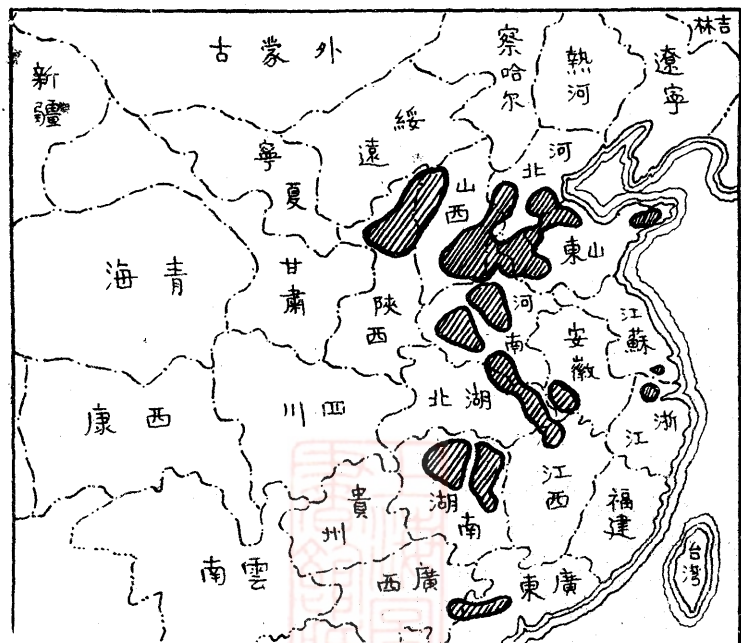 外蒙古
新疆
察哈尔
熱河
遼寧
吉林
綏遠
寧夏
河北
山西
山東
青海
甘肅
陝西
河南
安徽
江蘇
西康
四川
湖北
浙江
江西
湖南
貴州
福建
雲南
廣西
廣東
台灣